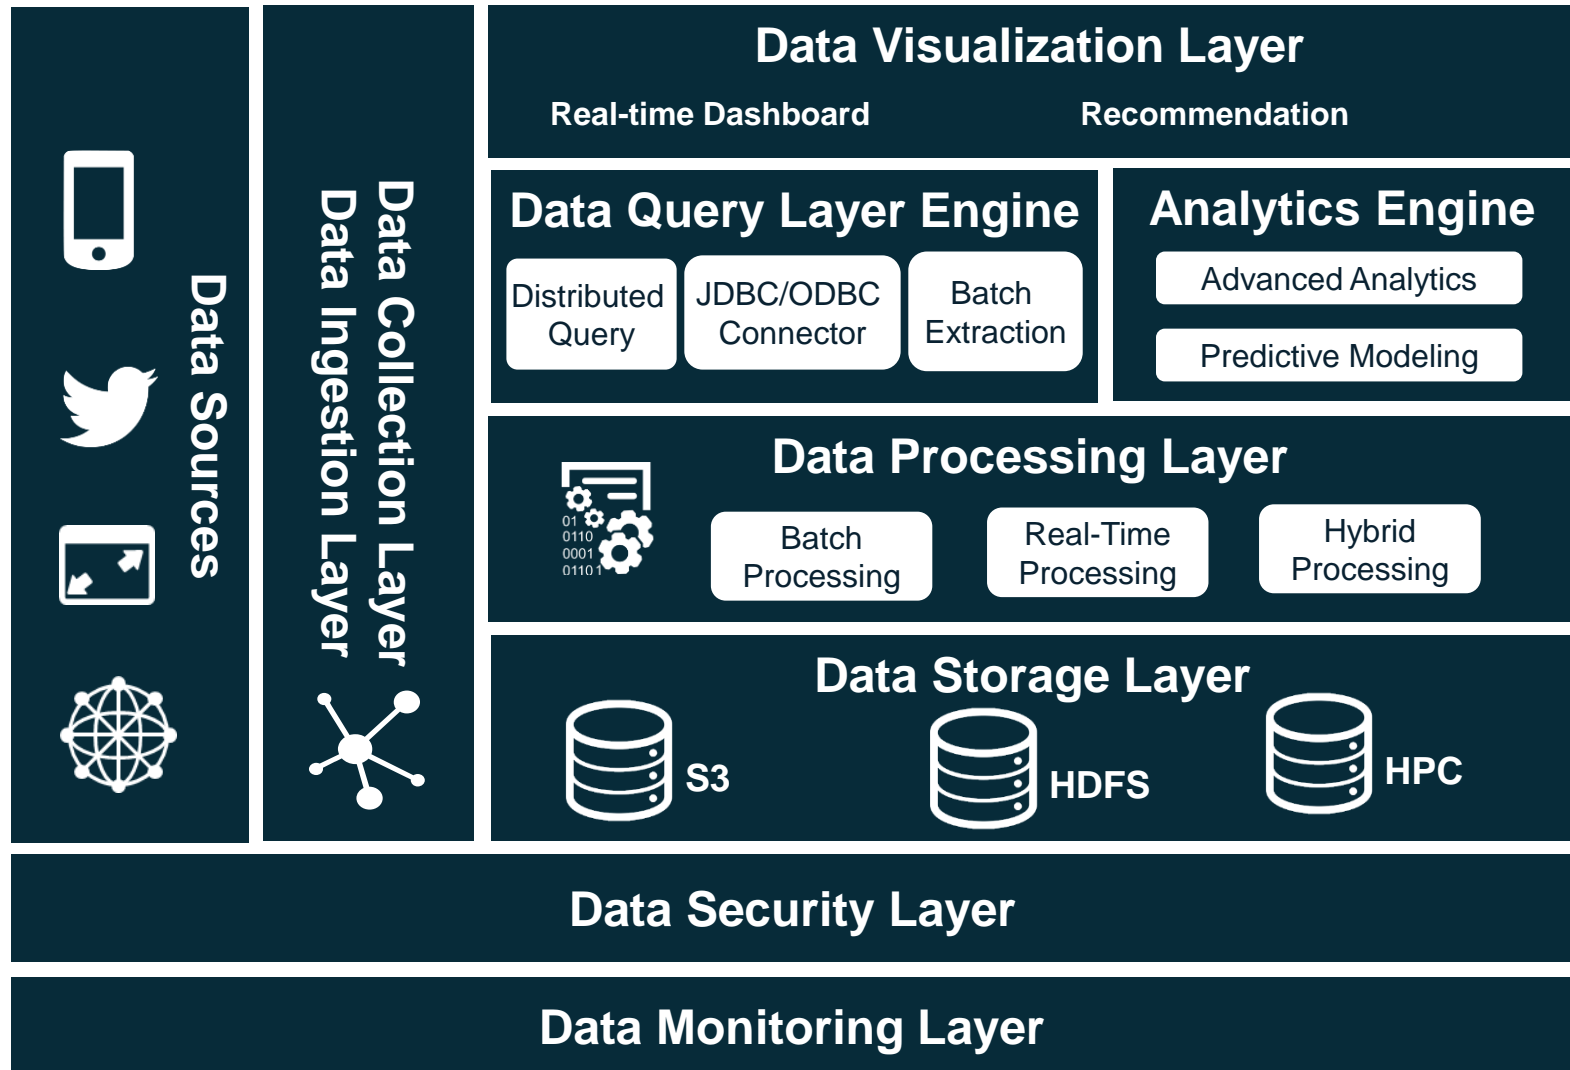 Data Sources
Data Collection Layer
Data Ingestion Layer
Data Visualization Layer
Real-time Dashboard
Recommendation
Data Query Layer Engine
Distributed
Query
JDBC/ODBC
Connector
Batch
Extraction
Analytics Engine
Advanced Analytics
Predictive Modeling
Data Processing Layer
01
0110
0001
0110 1
Batch
Processing
Real-Time
Processing
Hybrid
Processing
Data Storage Layer
S3
HDFS
HPC
Data Security Layer
Data Monitoring Layer